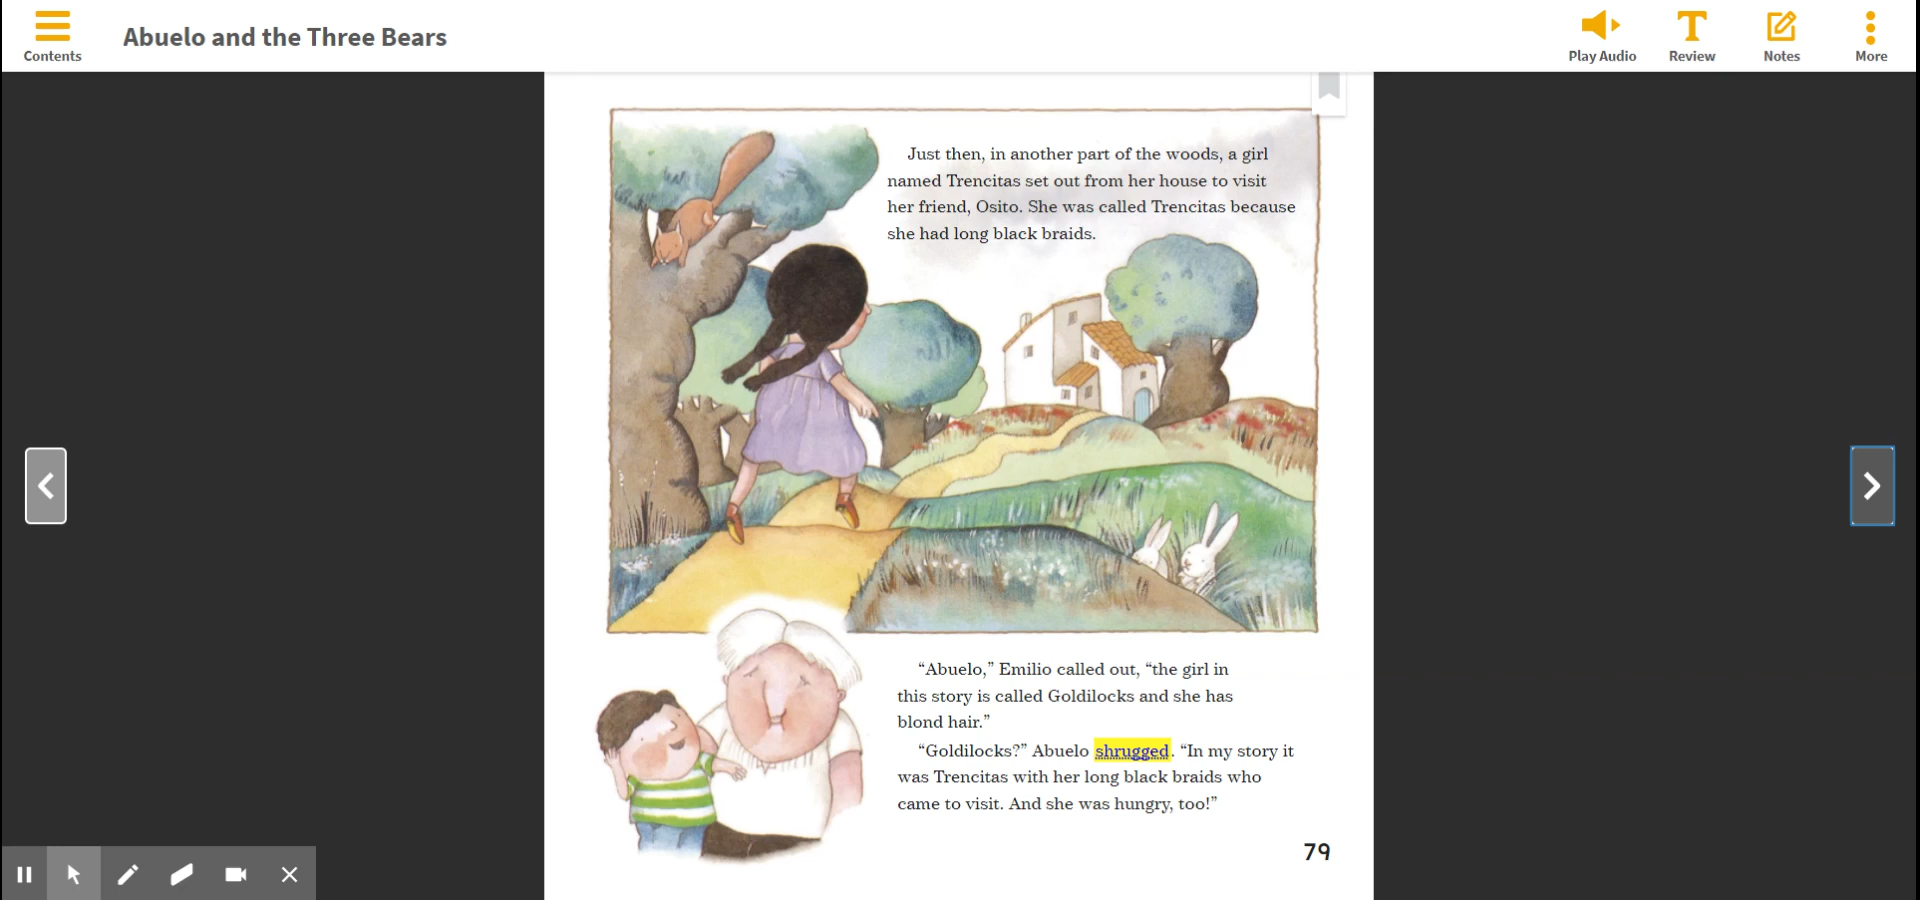 Contents
Abuelo and the Three Bears
Play Audio
Review
Notes
More
Just then, in another part of the woods, a girl
named Trencitas set out from her house to visit
her friend, Osito. She was called Trencitas because
she had long black braids.
“Abuelo,” Emilio called out, “the girl in
this story is called Goldilocks and she has
blond hair.”
“Goldilocks?” Abuelo shrugged. “In my story it
was Trencitas with her long black braids who
came to visit. And she was hungry, too!”
79